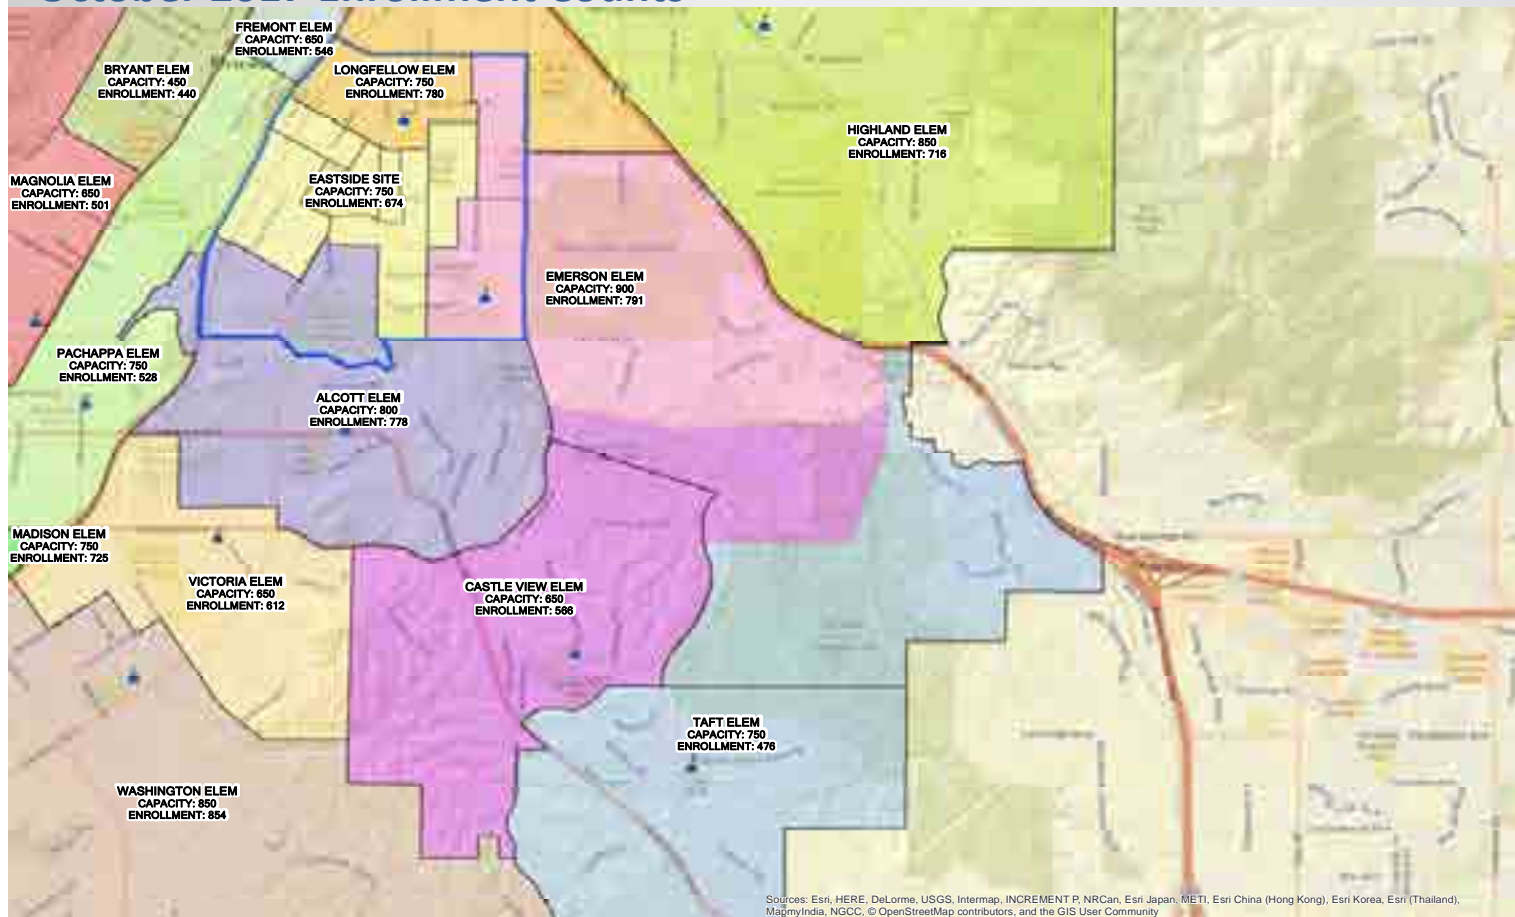 FREMONT ELEM
CAPACITY: 650
ENROLLMENT: 546
BRYANT ELEM
CAPACITY: 450
ENROLLMENT: 440
LONGFELLOW ELEM
CAPACITY: 750
ENROLLMENT: 780
HIGHLAND ELEM
CAPACITY: 850
ENROLLMENT: 716
MAGNOLIA ELEM
CAPACITY: 650
ENROLLMENT: 501
EASTSIDE SITE
CAPACITY: 750
ENROLLMENT: 674
EMERSON ELEM
CAPACITY: 900
ENROLLMENT: 791
PACHAPPA ELEM
CAPACITY: 750
ENROLLMENT: 528
ALCOTT ELEM
CAPACITY: 800
ENROLLMENT: 778
MADISON ELEM
CAPACITY: 750
ENROLLMENT: 725
VICTORIA ELEM
CAPACITY: 650
ENROLLMENT: 612
CASTLE VIEW ELEM
CAPACITY: 650
ENROLLMENT: 566
TAFT ELEM
CAPACITY: 750
ENROLLMENT: 476
WASHINGTON ELEM
CAPACITY: 850
ENROLLMENT: 854
Sources: Esri, HERE, DeLorme, USGS, Intermap, INCREMENT P, NRCan, Esri Japan, METI, Esri China (Hong Kong), Esri Korea, Esri (Thailand),
MapmyIndia, NGCC, © OpenStreetMap contributors, and the GIS User Community